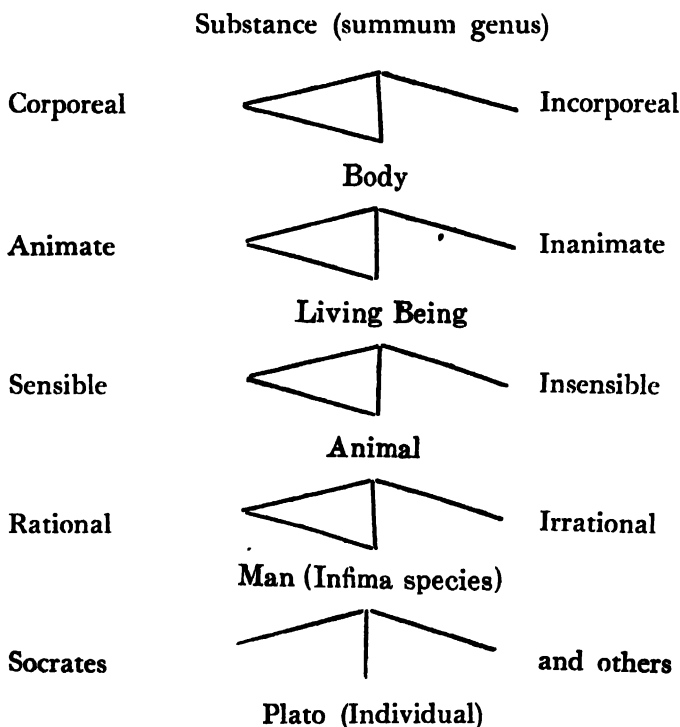 Substance (summum genus)
Corporeal Incorporeal
Body
Animate Inanimate
Living Being
Sensible Insensible
Animal
Rational Irrational
Man (Infima species)
Socrates and others
Plato (Individual)